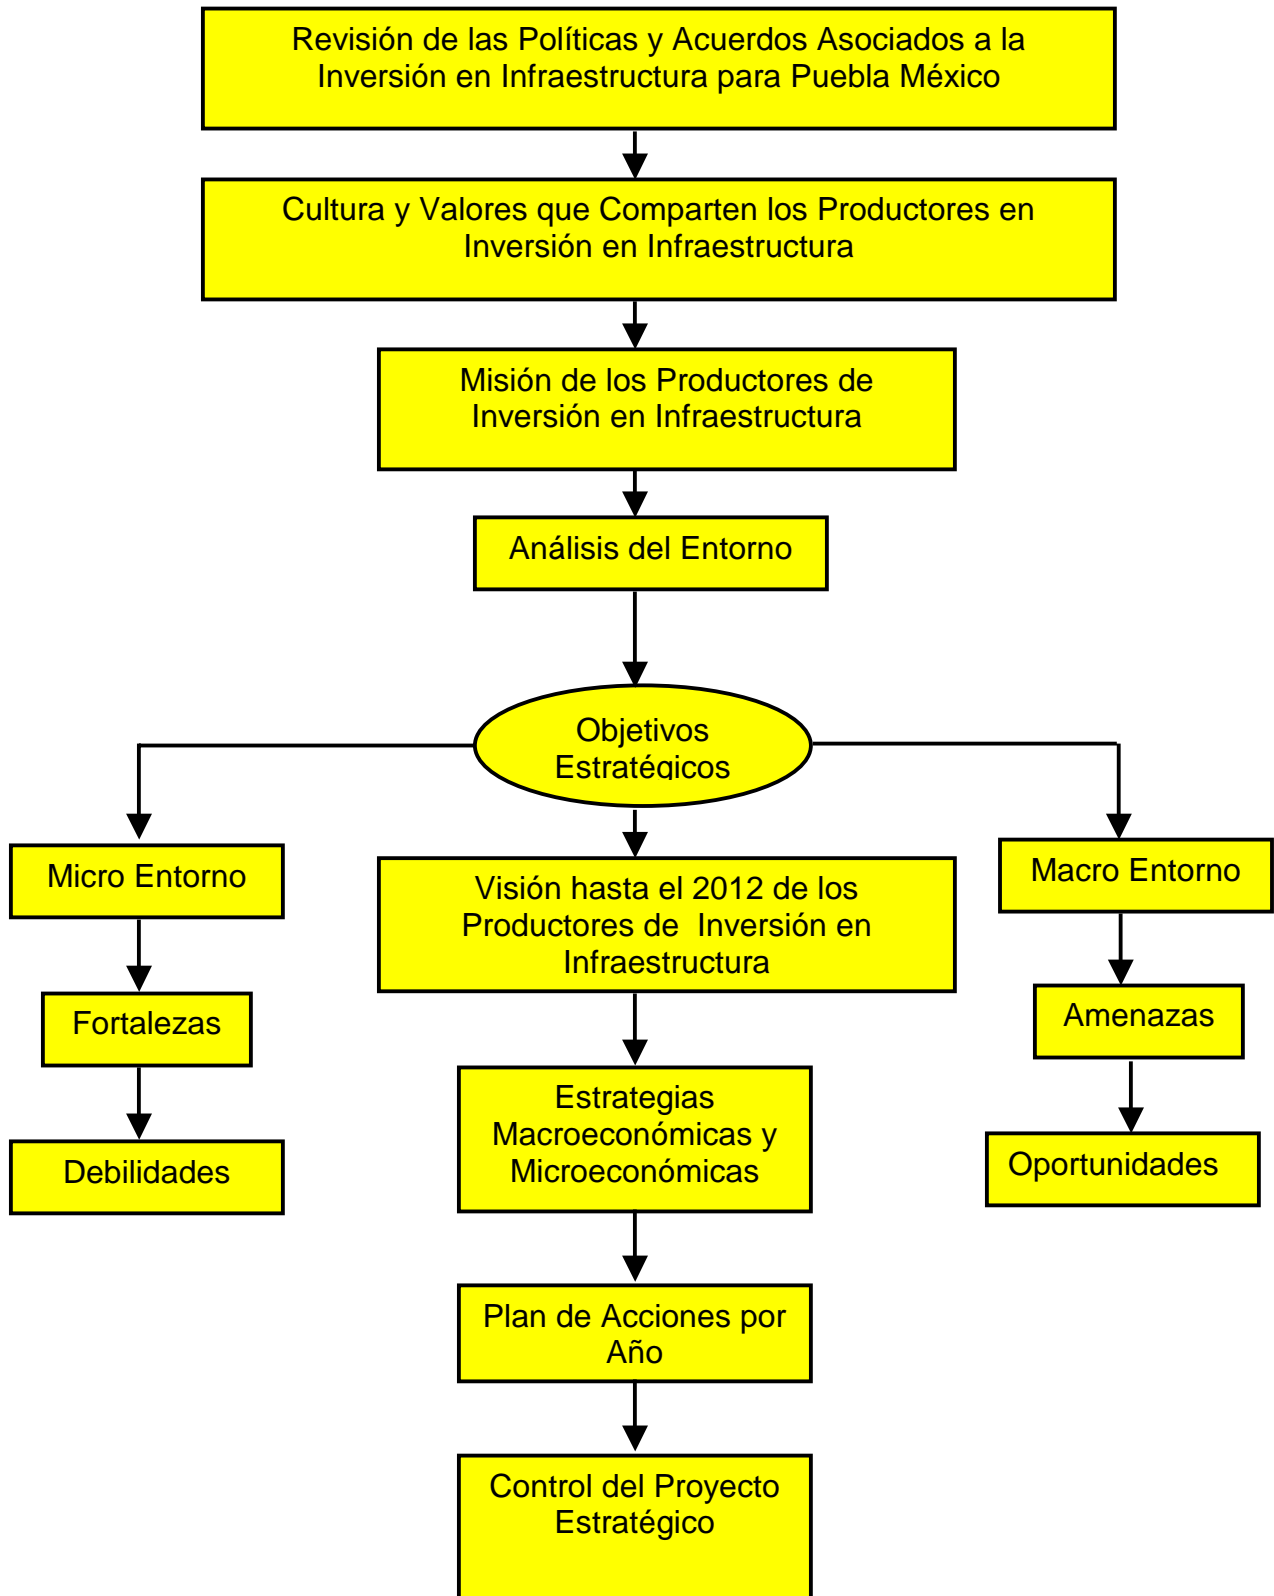 Revisión de las Políticas y Acuerdos Asociados a la
Inversión en Infraestructura para Puebla México
Cultura y Valores que Comparten los Productores en
Inversión en Infraestructura
Misión de los Productores de
Inversión en Infraestructura
Análisis del Entorno
Objetivos
Estratégicos
Micro Entorno
Visión hasta el 2012 de los
Productores de  Inversión en
Infraestructura
Macro Entorno
Fortalezas
Amenazas
Estrategias
Macroeconómicas y
Microeconómicas
Debilidades
Oportunidades
Plan de Acciones por
Año
Control del Proyecto
Estratégico